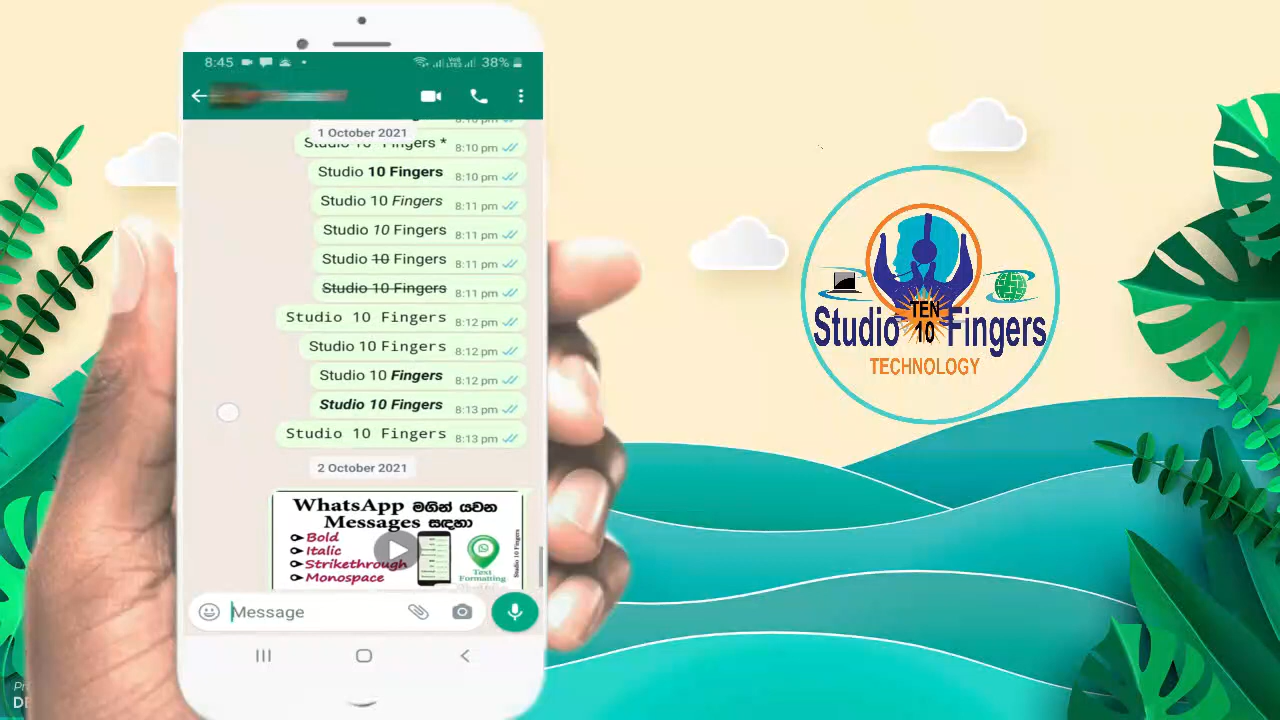 8:45 38%
1 October 2021
8:10 pm
Studio 10 Fingers * 8:10 pm
Studio 10 Fingers 8:10 pm
Studio 10 Fingers 8:11 pm
Studio 10 Fingers 8:11 pm
Studio 10 Fingers 8:11 pm
Studio 10 Fingers 8:11 pm
Studio 10 Fingers 8:12 pm
Studio 10 Fingers 8:12 pm
Studio 10 Fingers 8:12 pm
Studio 10 Fingers 8:13 pm
Studio 10 Fingers 8:13 pm
2 October 2021
WhatsApp මගින් යවන
Messages සඳහා
Bold
Italic
Strikethrough
Monospace
Text
Formatting
Studio 10 Fingers
Message
TEN
Studio 10 Fingers
TECHNOLOGY